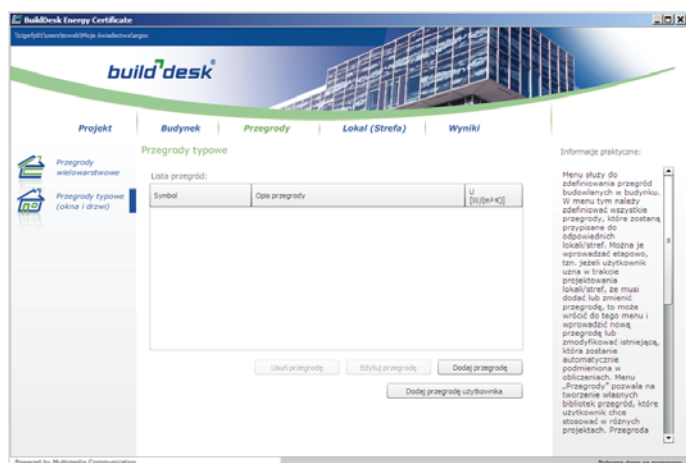 BuildDesk Energy Certificate
build desk
Projekt
Budynek
Przegrody
Lokal (Strefa)
Wyniki
Przegrody wielowarstwowe
Przegrody typowe (okna i drzwi)
Przegrody typowe
Lista przegród:
Symbol
Opis przegrody
U [W/(m²·K)]
Usuń przegrodę
Edytuj przegrodę
Dodaj przegrodę
Dodaj przegrodę użytkownika
Informacje praktyczne:
Menu służy do
zdefiniowania przegród
budowlanych w budynku.
W menu tym należy
zdefiniować wszystkie
przegrody, które zostaną
przypisane do
odpowiednich
lokali/stref. Można je
wprowadzać etapowo,
tzn. jeżeli użytkownik
uzna w trakcie
projektowania
lokali/stref, że musi
dodać lub zmienić
przegrodę, to może
wrócić do tego menu i
wprowadzić nową
przegrodę lub
zmodyfikować istniejącą,
która zostanie
automatycznie
podmieniona w
obliczeniach. Menu
„Przegrody" pozwala na
tworzenie własnych
bibliotek przegród, które
użytkownik chce
stosować w różnych
projektach. Przegroda
Powered by Multimedia Communication